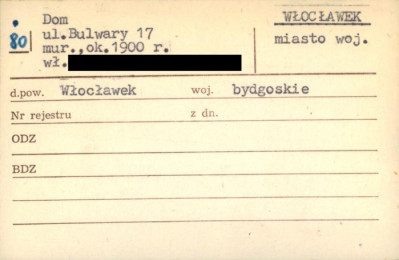 Dom
80 ul.Bulwary 17
mur.,ok.1900 r.
wł.
WŁOCŁAWEK
miasto woj.
d.pow. Włocławek woj. bydgoskie
Nr rejestru z dn.
ODZ
BDZ